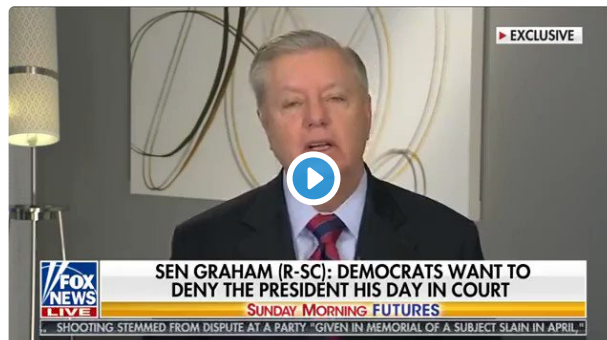 EXCLUSIVE
SEN GRAHAM (R-SC): DEMOCRATS WANT TO
DENY THE PRESIDENT HIS DAY IN COURT
FOX
NEWS
LIVE
SUNDAY MORNING FUTURES
SHOOTING STEMMED FROM DISPUTE AT A PARTY "GIVEN IN MEMORIAL OF A SUBJECT SLAIN IN APRIL,"